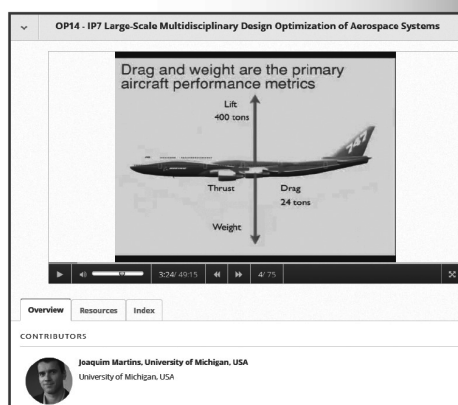 OP14 - IP7 Large-Scale Multidisciplinary Design Optimization of Aerospace Systems
Drag and weight are the primary
aircraft performance metrics
Lift
400 tons
747
Thrust
Drag
24 tons
Weight
3:24/ 49:15
4/ 75
Overview
Resources
Index
CONTRIBUTORS
Joaquim Martins, University of Michigan, USA
University of Michigan, USA